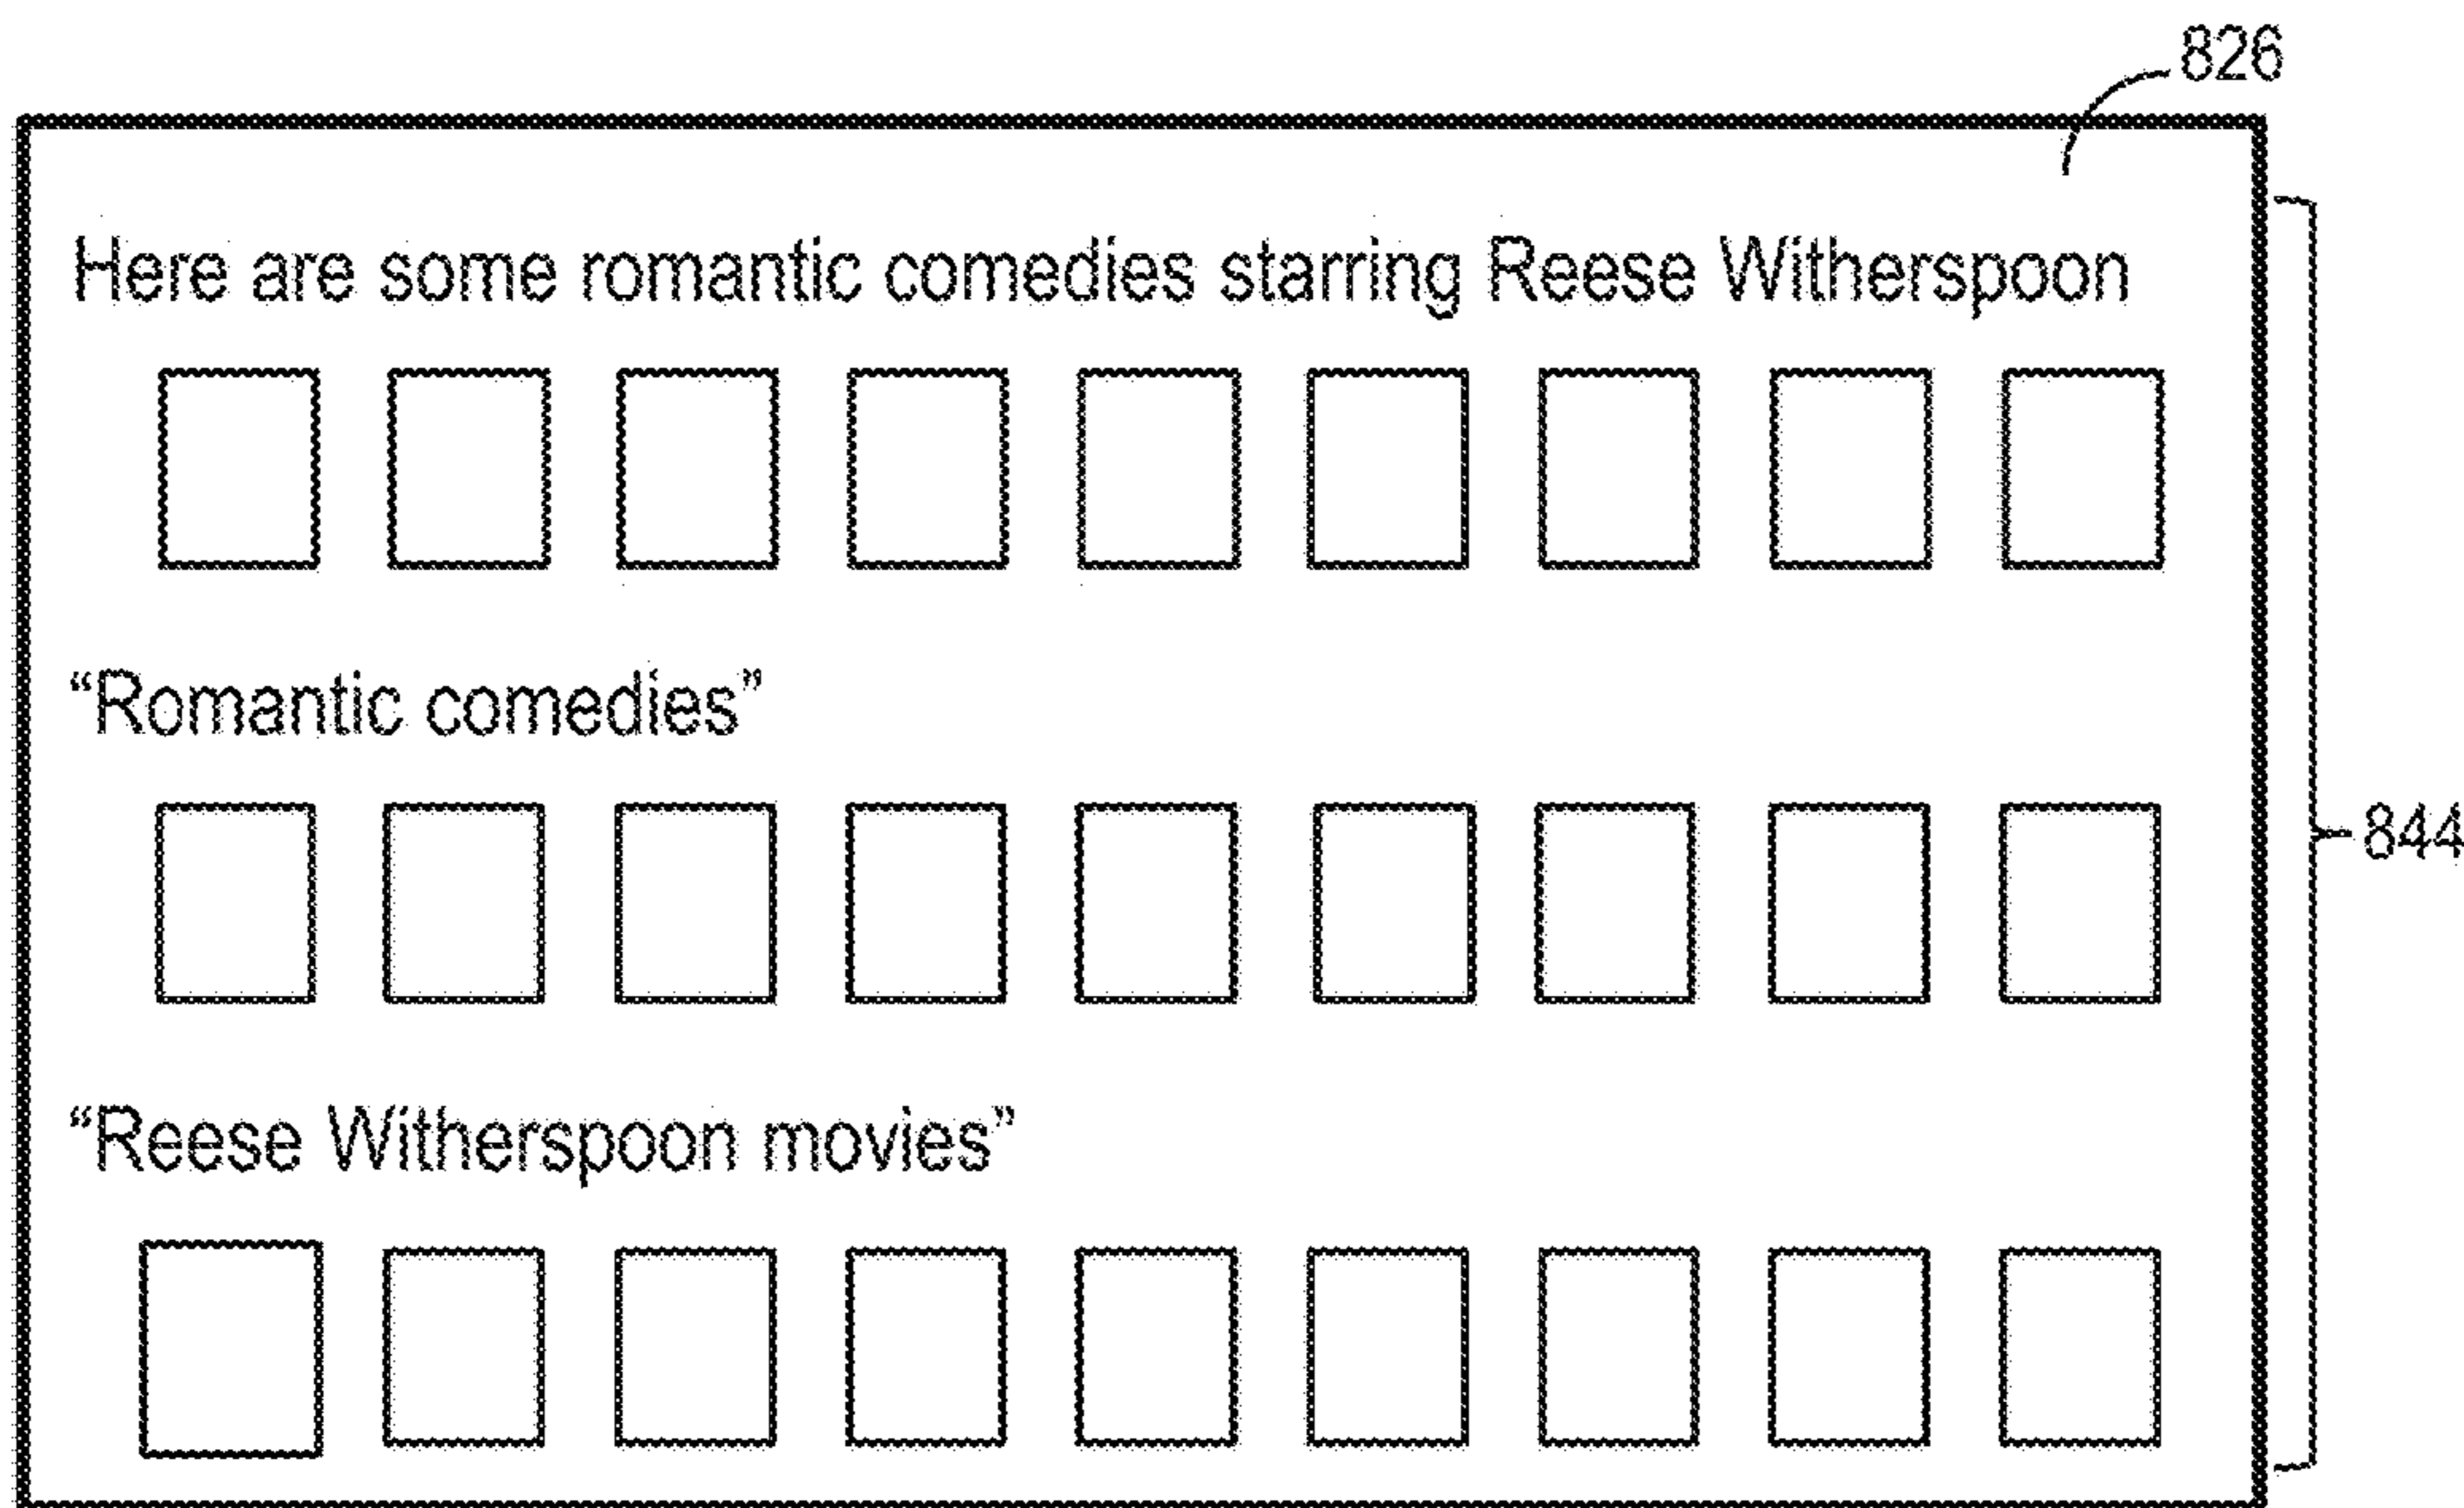 826
Here are some romantic comedies starring Reese Witherspoon
“Romantic comedies”
844
“Reese Witherspoon movies”